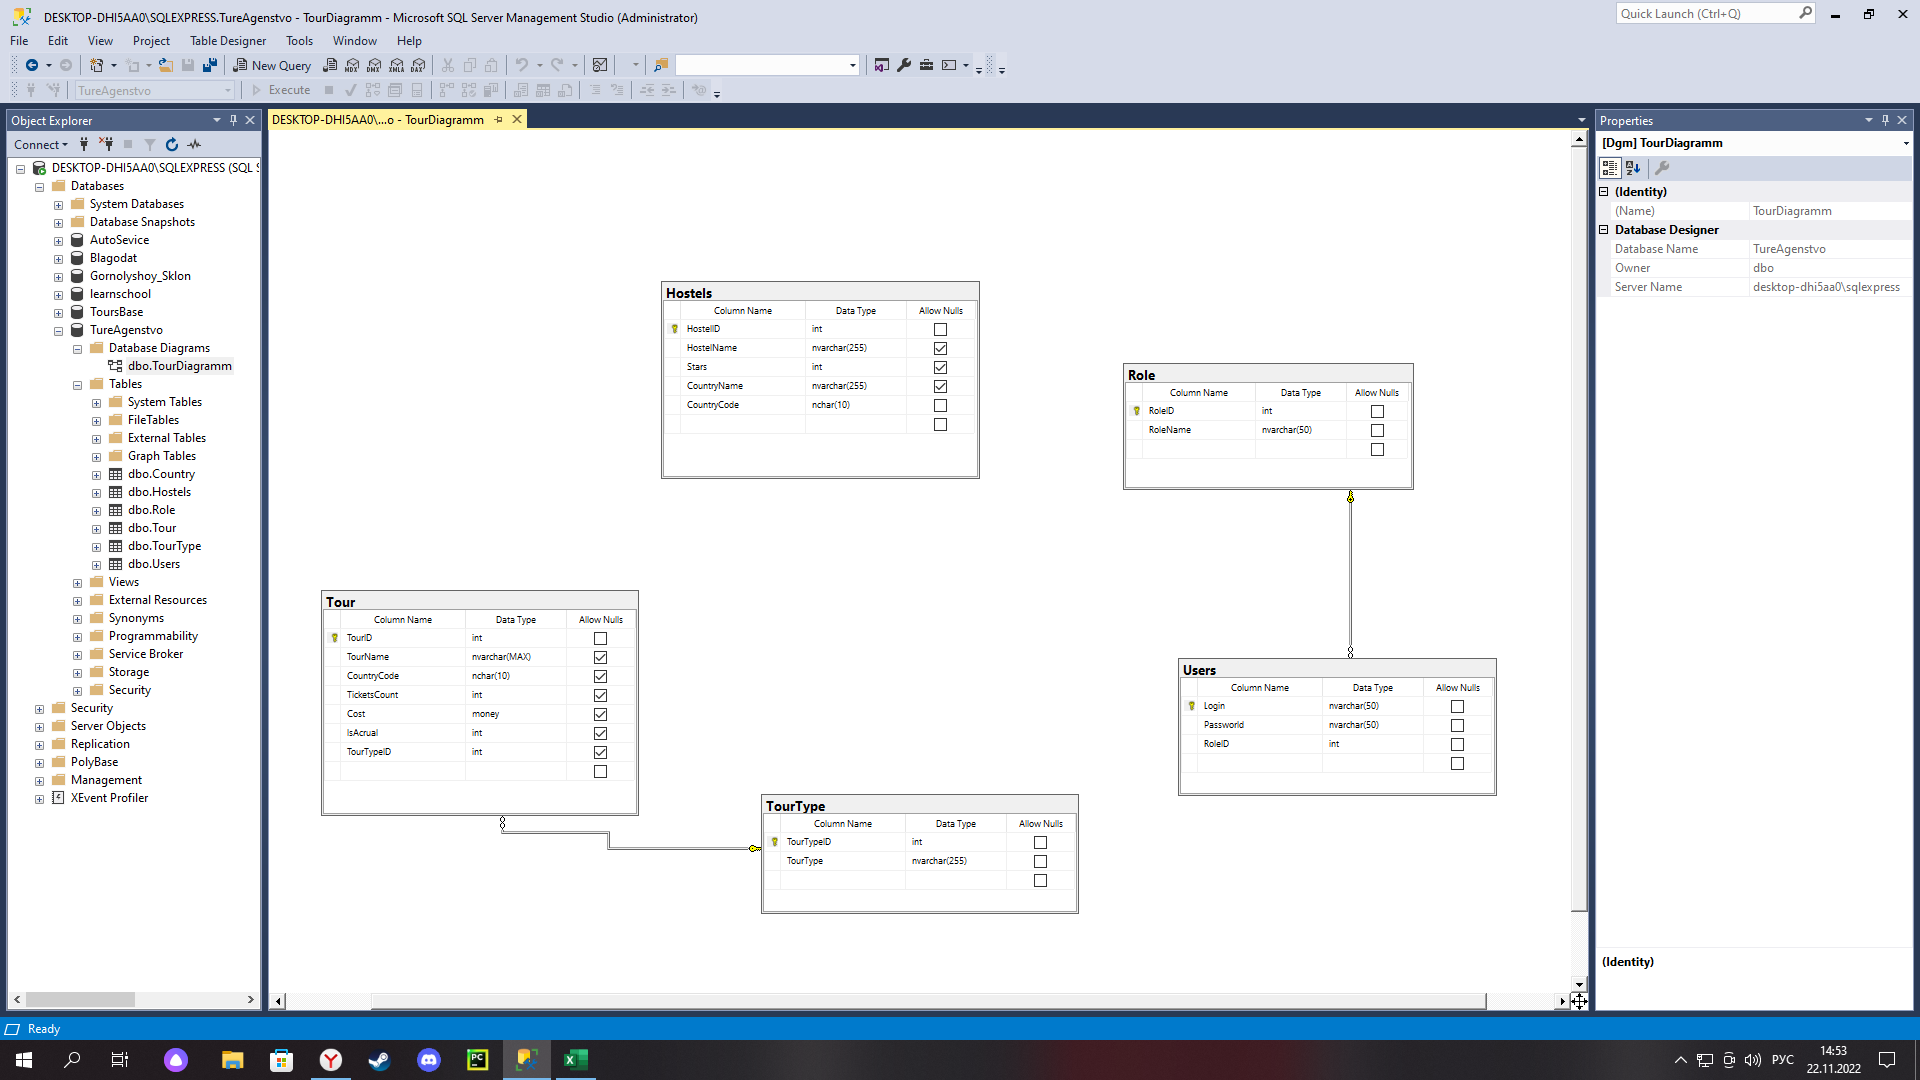 DESKTOP-DHI5AA0\SQLEXPRESS.TureAgenstvo - TourDiagramm - Microsoft SQL Server Management Studio (Administrator)
Quick Launch (Ctrl+Q)
File Edit View Project Table Designer Tools Window Help
New Query
MDX DMX XMLA DAX
TureAgenstvo
Execute
Object Explorer
Connect
DESKTOP-DHI5AA0\SQLEXPRESS (SQL S
Databases
System Databases
Database Snapshots
AutoSevice
Blagodat
Gornolyshoy_Sklon
learnschool
ToursBase
TureAgenstvo
Database Diagrams
dbo.TourDiagramm
Tables
System Tables
FileTables
External Tables
Graph Tables
dbo.Country
dbo.Hostels
dbo.Role
dbo.Tour
dbo.TourType
dbo.Users
Views
External Resources
Synonyms
Programmability
Service Broker
Storage
Security
Security
Server Objects
Replication
PolyBase
Management
XEvent Profiler
DESKTOP-DHI5AA0\...o - TourDiagramm
Hostels
Column Name Data Type Allow Nulls
HostelID int
HostelName nvarchar(255)
Stars int
CountryName nvarchar(255)
CountryCode nchar(10)
Role
Column Name Data Type Allow Nulls
RoleID int
RoleName nvarchar(50)
Tour
Column Name Data Type Allow Nulls
TourID int
TourName nvarchar(MAX)
CountryCode nchar(10)
TicketsCount int
Cost money
IsAcrual int
TourTypeID int
Users
Column Name Data Type Allow Nulls
Login nvarchar(50)
Passworld nvarchar(50)
RoleID int
TourType
Column Name Data Type Allow Nulls
TourTypeID int
TourType nvarchar(255)
Properties
[Dgm] TourDiagramm
(Identity)
(Name) TourDiagramm
Database Designer
Database Name TureAgenstvo
Owner dbo
Server Name desktop-dhi5aa0\sqlexpress
(Identity)
Ready
PC
РУС
14:53
22.11.2022